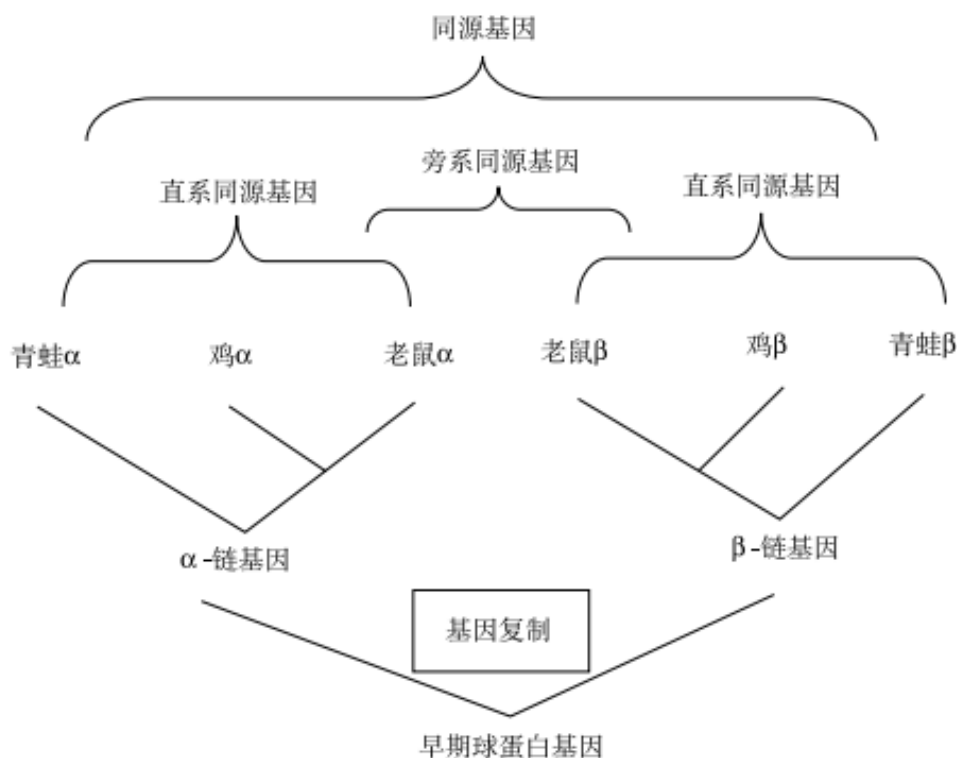 同源基因
旁系同源基因
直系同源基因
直系同源基因
青蛙α
鸡α
老鼠α
老鼠β
鸡β
青蛙β
α-链基因
β-链基因
基因复制
早期球蛋白基因